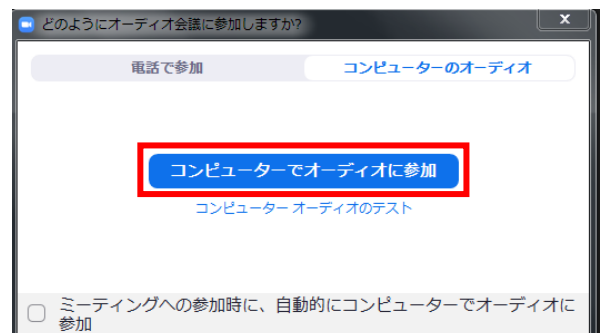 どのようにオーディオ会議に参加しますか?
電話で参加
コンピューターのオーディオ
コンピューターでオーディオに参加
コンピューター オーディオのテスト
ミーティングへの参加時に、自動的にコンピューターでオーディオに
参加